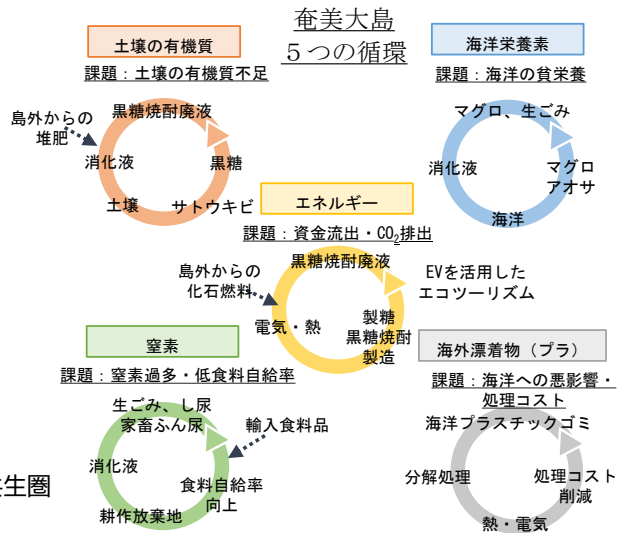 奄美大島
５つの循環
土壌の有機質
課題：土壌の有機質不足
島外からの
堆肥
黒糖焼酎廃液
消化液
黒糖
土壌
サトウキビ
海洋栄養素
課題：海洋の貧栄養
マグロ、生ごみ
消化液
マグロ
アオサ
海洋
エネルギー
課題：資金流出・CO₂排出
黒糖焼酎廃液
島外からの
化石燃料
EVを活用した
エコツーリズム
電気・熱
製糖
黒糖焼酎
製造
窒素
課題：窒素過多・低食料自給率
生ごみ、し尿
家畜ふん尿
輸入食料品
消化液
食料自給率
向上
耕作放棄地
生圏
海外漂着物（プラ）
課題：海洋への悪影響・
処理コスト
海洋プラスチックゴミ
分解処理
処理コスト
削減
熱・電気